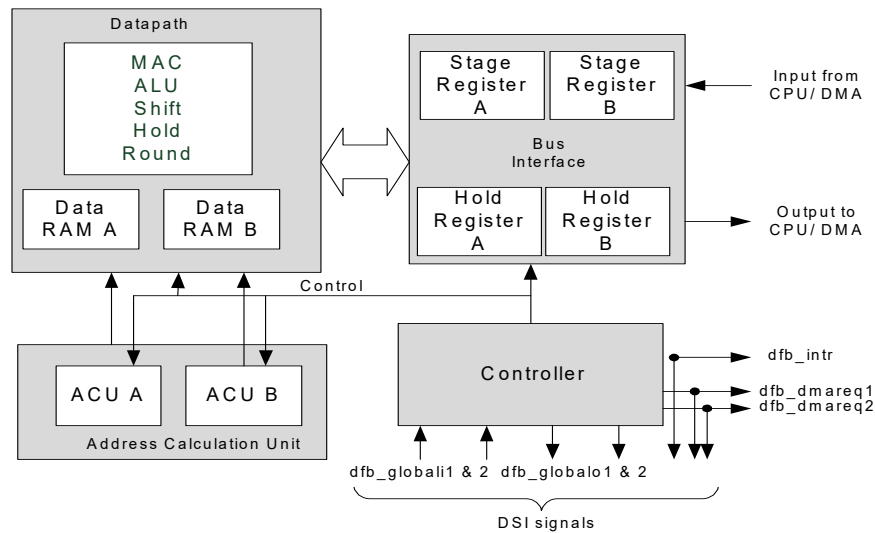 Datapath
MAC
ALU
Shift
Hold
Round
Data
RAM A
Data
RAM B
Stage
Register
A
Stage
Register
B
Bus
Interface
Hold
Register
A
Hold
Register
B
Input from
CPU/ DMA
Output to
CPU/ DMA
Control
ACU A
ACU B
Address Calculation Unit
Controller
dfb_intr
dfb_dmareq1
dfb_dmareq2
dfb_globali1 & 2 dfb_globalo1 & 2
DSI signals